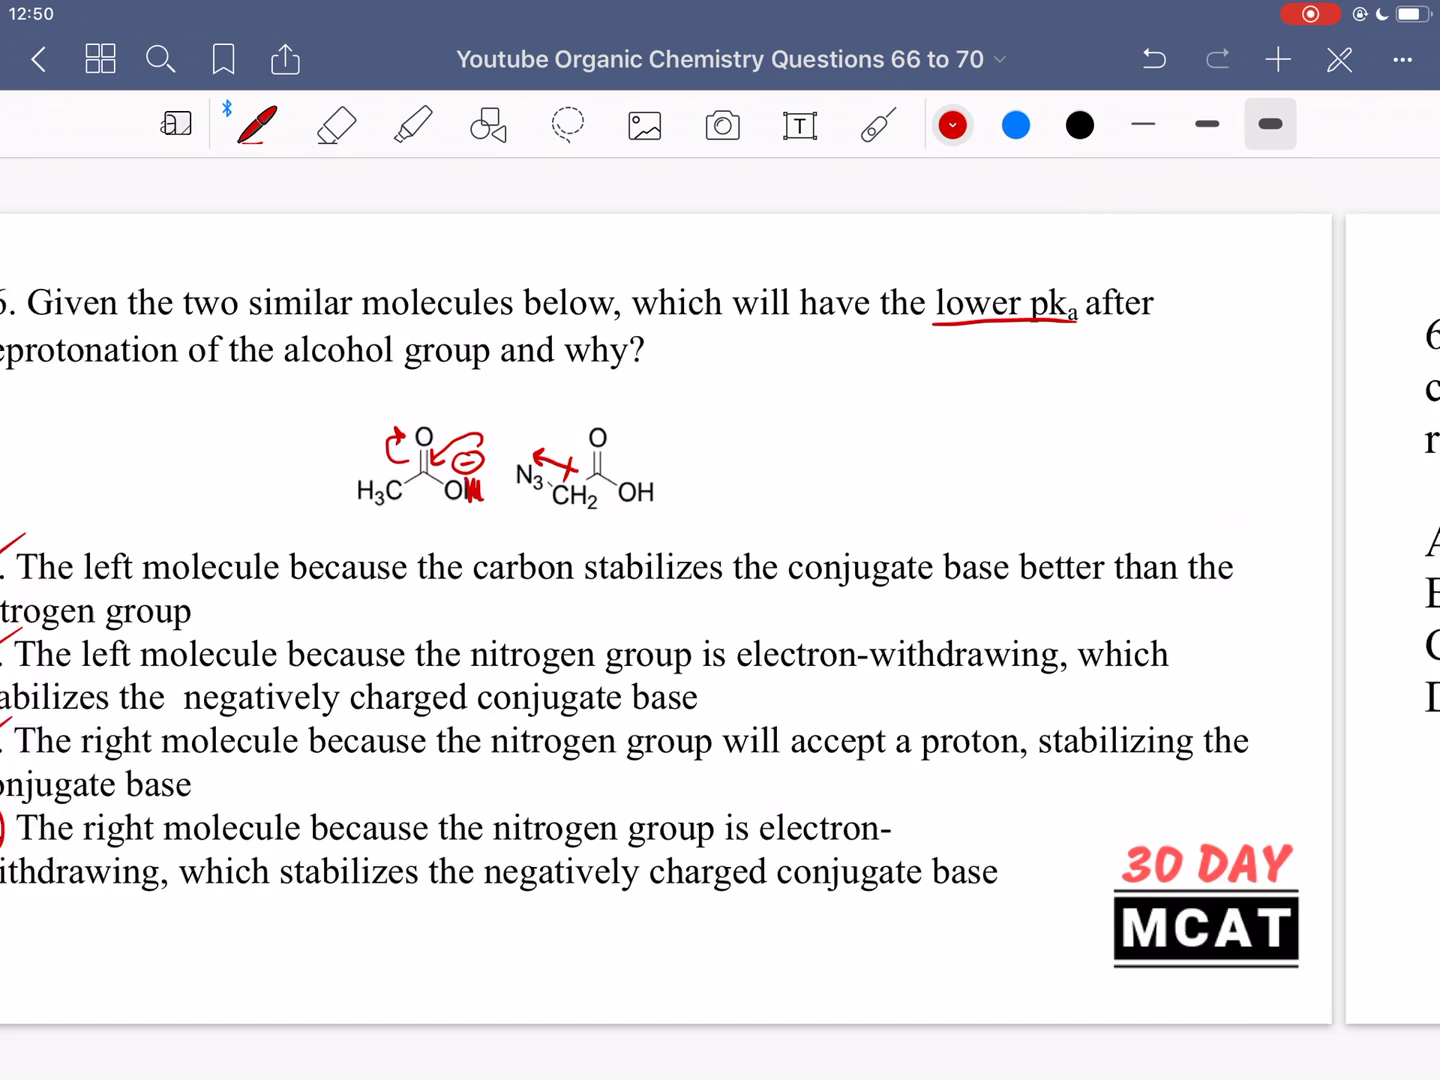 12:50
Youtube Organic Chemistry Questions 66 to 70
6. Given the two similar molecules below, which will have the lower pka after
eprotonation of the alcohol group and why?
O
O
H3C
O
N3
CH2
OH
. The left molecule because the carbon stabilizes the conjugate base better than the
trogen group
. The left molecule because the nitrogen group is electron-withdrawing, which
abilizes the negatively charged conjugate base
. The right molecule because the nitrogen group will accept a proton, stabilizing the
onjugate base
The right molecule because the nitrogen group is electron-
ithdrawing, which stabilizes the negatively charged conjugate base
30 DAY
MCAT
6
c
r
A
B
C
D